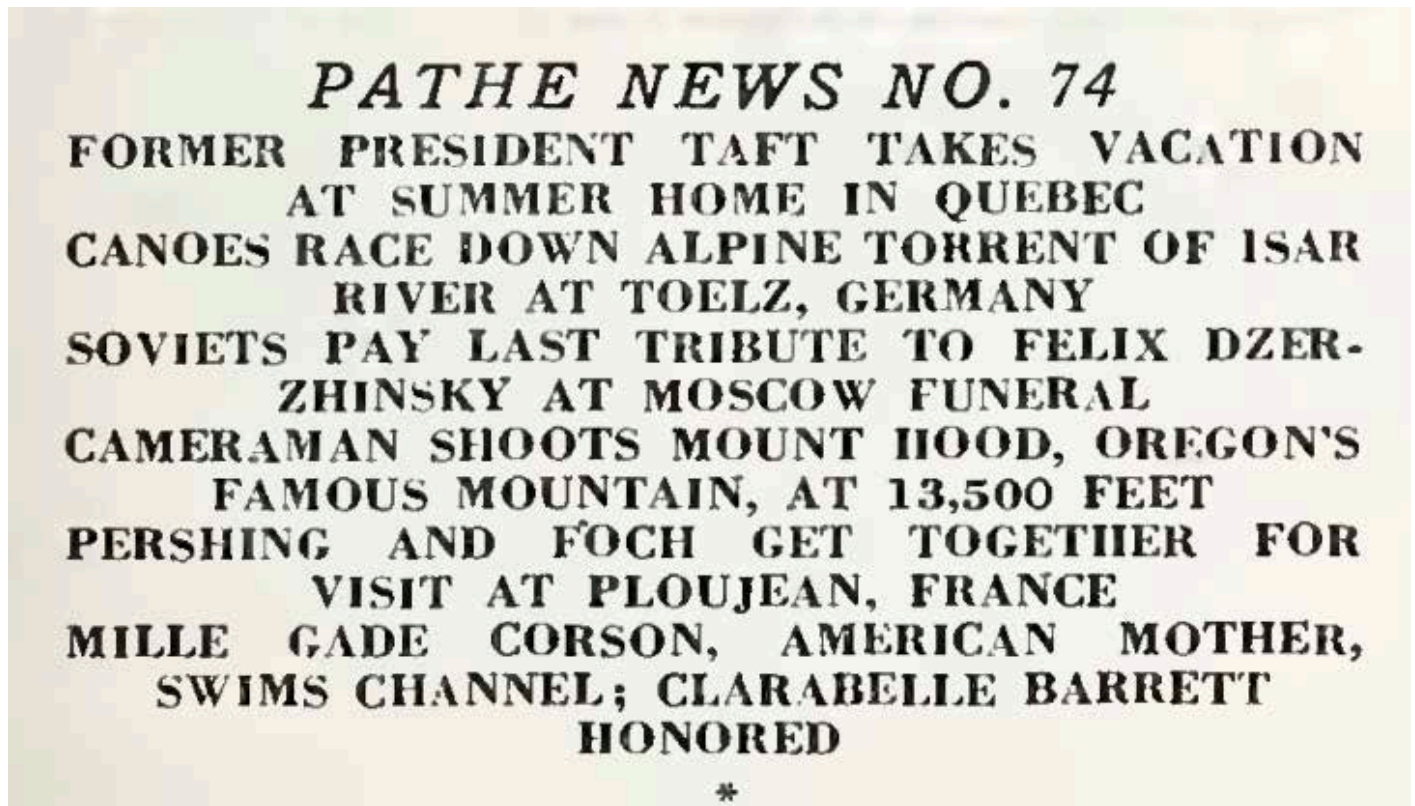 PATHE NEWS NO. 74
FORMER PRESIDENT TAFT TAKES VACATION
AT SUMMER HOME IN QUEBEC
CANOES RACE DOWN ALPINE TORRENT OF ISAR
RIVER AT TOELZ, GERMANY
SOVIETS PAY LAST TRIBUTE TO FELIX DZER-
ZHINSKY AT MOSCOW FUNERAL
CAMERAMAN SHOOTS MOUNT HOOD, OREGON'S
FAMOUS MOUNTAIN, AT 13,500 FEET
PERSHING AND FOCH GET TOGETHER FOR
VISIT AT PLOUJEAN, FRANCE
MILLE GADE CORSON, AMERICAN MOTHER,
SWIMS CHANNEL; CLARABELLE BARRETT
HONORED
*